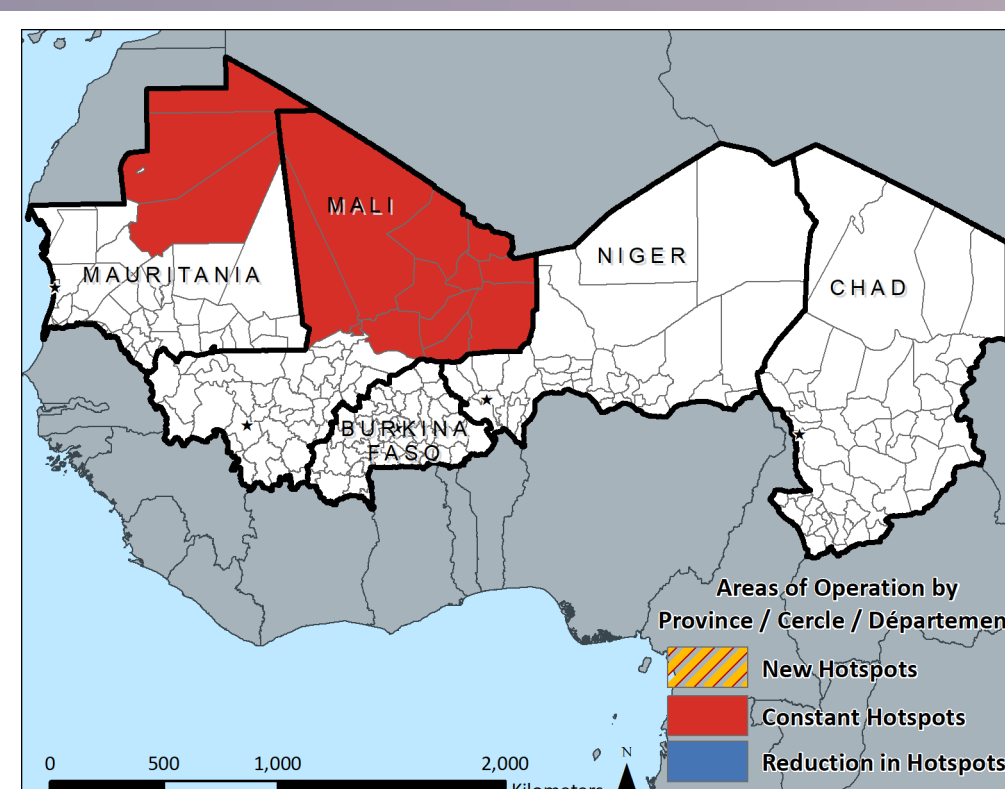 MALI
NIGER
MAURITANIA
CHAD
BURKINA
FASO
Areas of Operation by
Province / Cercle / Départemen
New Hotspots
Constant Hotspots
Reduction in Hotspots
0 500 1,000 2,000
Kilometers
N